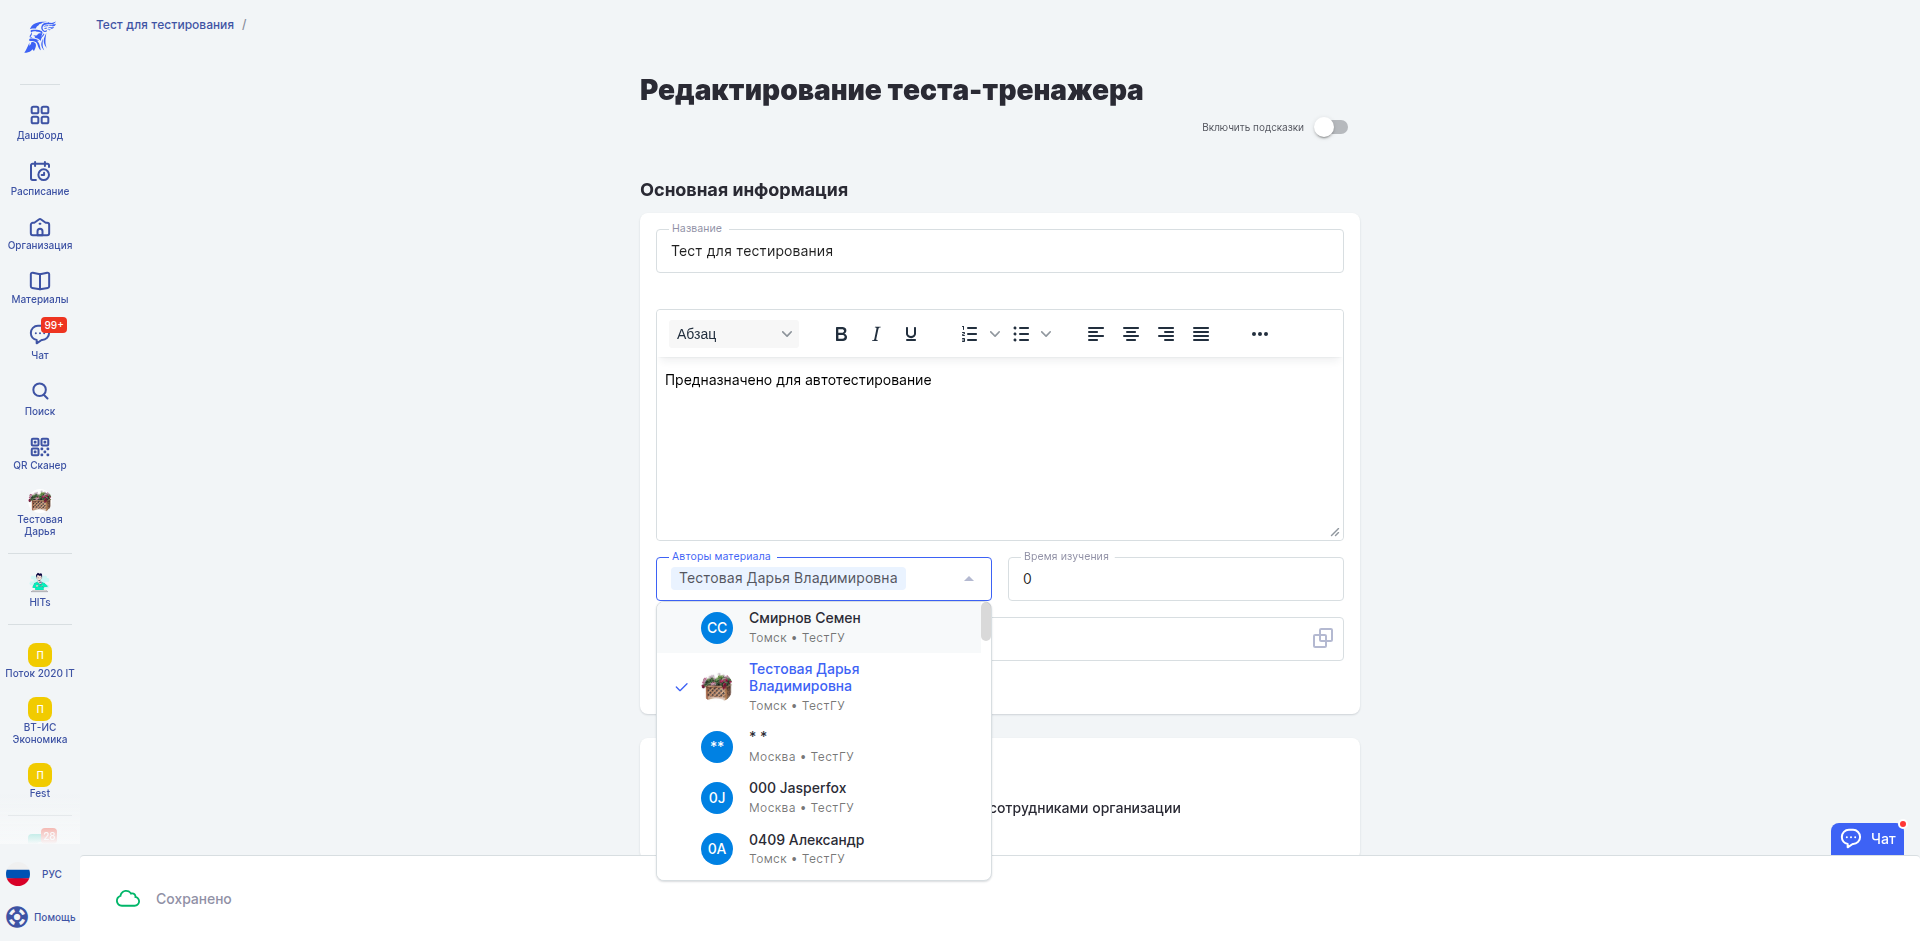 Тест для тестирования /
Дашборд
Расписание
Организация
Материалы
99+
Чат
Поиск
QR Сканер
Тестовая
Дарья
HITs
П
Поток 2020 IT
П
ВТ-ИС
Экономика
П
Fest
28
РУС
Помощь
Редактирование теста-тренажера
Включить подсказки
Основная информация
Название
Тест для тестирования
Абзац
Предназначено для автотестирование
Авторы материала
Тестовая Дарья Владимировна
Время изучения
0
СС
Смирнов Семен
Томск • ТестГУ
Тестовая Дарья
Владимировна
Томск • ТестГУ
**
* *
Москва • ТестГУ
0J
000 Jasperfox
Москва • ТестГУ
0А
0409 Александр
Томск • ТестГУ
сотрудниками организации
Чат
Сохранено